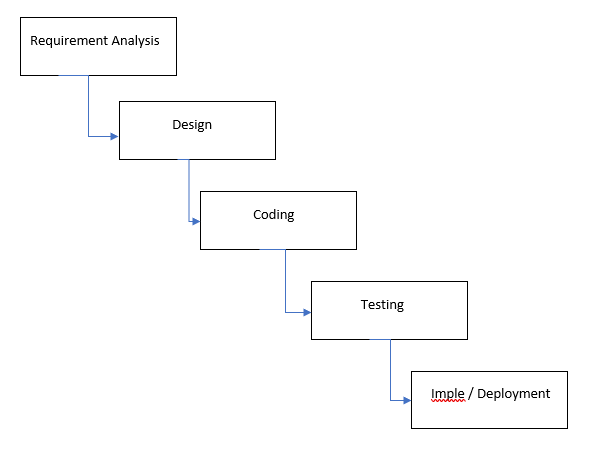 Requirement Analysis
Design
Coding
Testing
Imple / Deployment